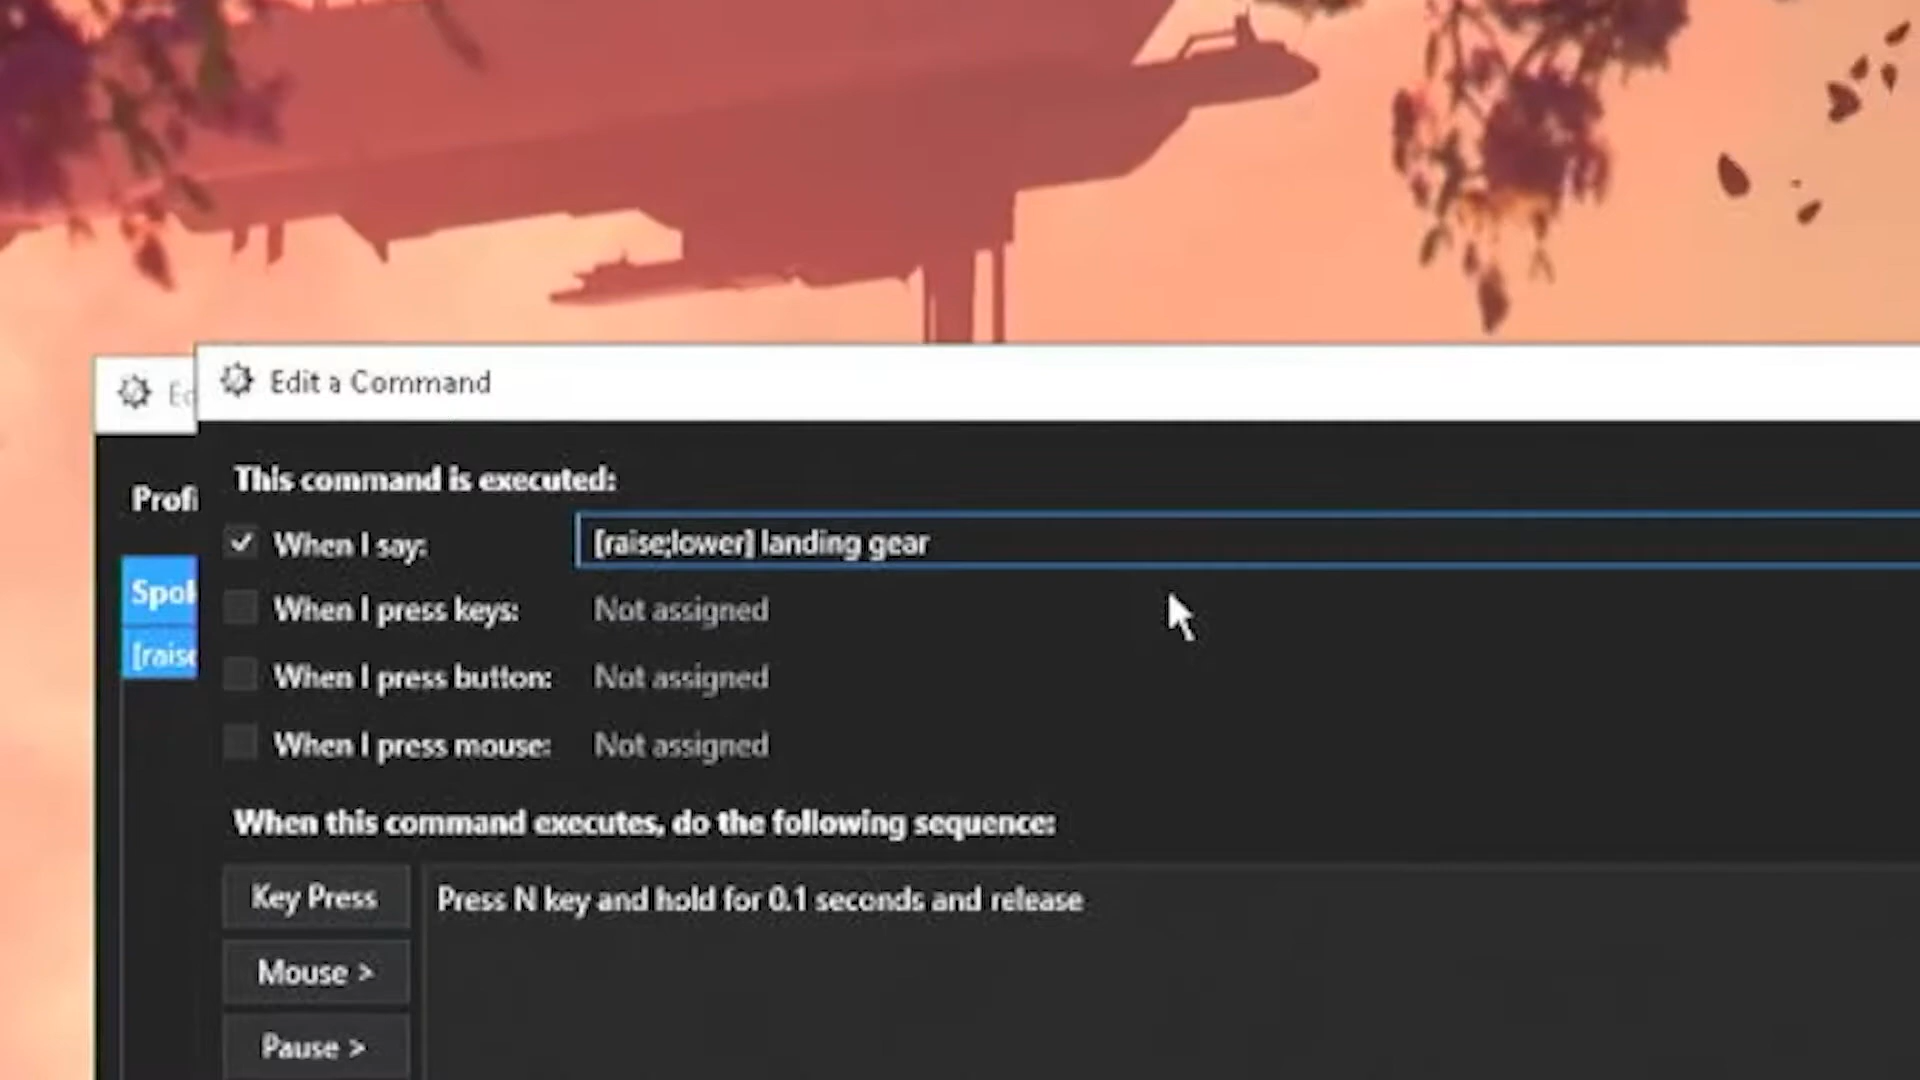 Edit a Command
This command is executed:
Profi
When I say:
[raise;lower] landing gear
Spok
When I press keys:
Not assigned
[raise
When I press button:
Not assigned
When I press mouse:
Not assigned
When this command executes, do the following sequence:
Key Press
Press N key and hold for 0.1 seconds and release
Mouse >
Pause >